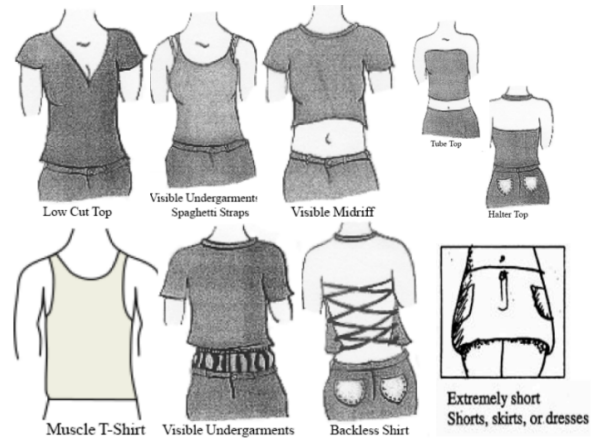 Low Cut Top
Visible Undergarments
Spaghetti Straps
Visible Midriff
Tube Top
Halter Top
Muscle T-Shirt
Visible Undergarments
Backless Shirt
Extremely short
Shorts, skirts, or dresses